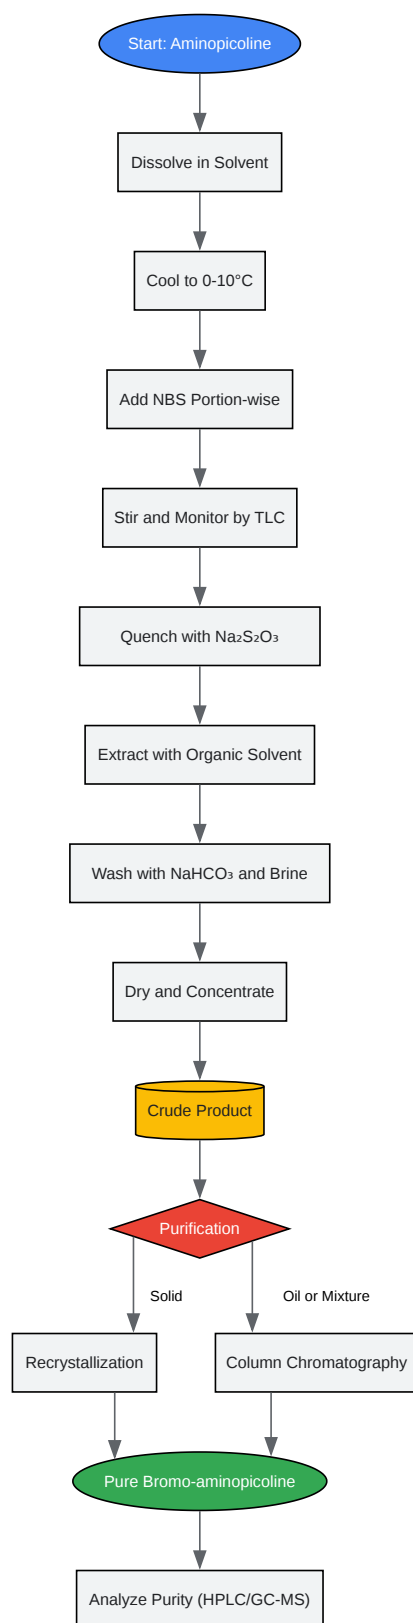 Start: Aminopicoline
Dissolve in Solvent
Cool to 0-10°C
Add NBS Portion-wise
Stir and Monitor by TLC
Quench with Na₂S₂O₃
Extract with Organic Solvent
Wash with NaHCO₃ and Brine
Dry and Concentrate
Crude Product
Purification
Solid
Oil or Mixture
Recrystallization
Column Chromatography
Pure Bromo-aminopicoline
Analyze Purity (HPLC/GC-MS)